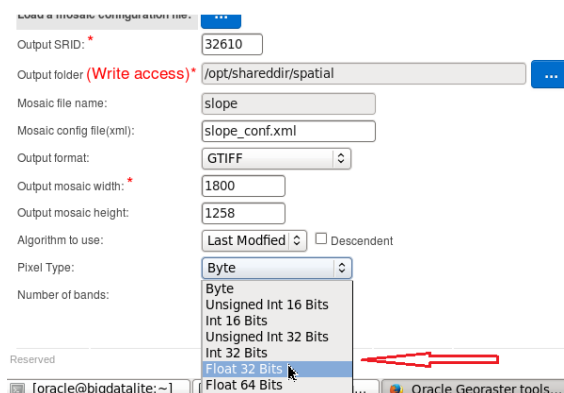 Load a mosaic configuration file:
...
Output SRID: *
32610
Output folder (Write access)*
/opt/shareddir/spatial
...
Mosaic file name:
slope
Mosaic config file(xml):
slope_conf.xml
Output format:
GTIFF
Output mosaic width: *
1800
Output mosaic height:
1258
Algorithm to use:
Last Modfied
Descendent
Pixel Type:
Byte
Number of bands:
Byte
Unsigned Int 16 Bits
Int 16 Bits
Unsigned Int 32 Bits
Int 32 Bits
Float 32 Bits
Float 64 Bits
Reserved
[oracle@bigdatalite:~]
[
...
Oracle Georaster tools...